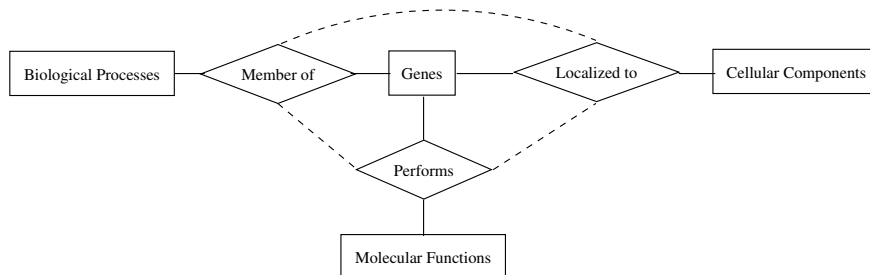 Biological Processes
Member of
Genes
Localized to
Cellular Components
Performs
Molecular Functions